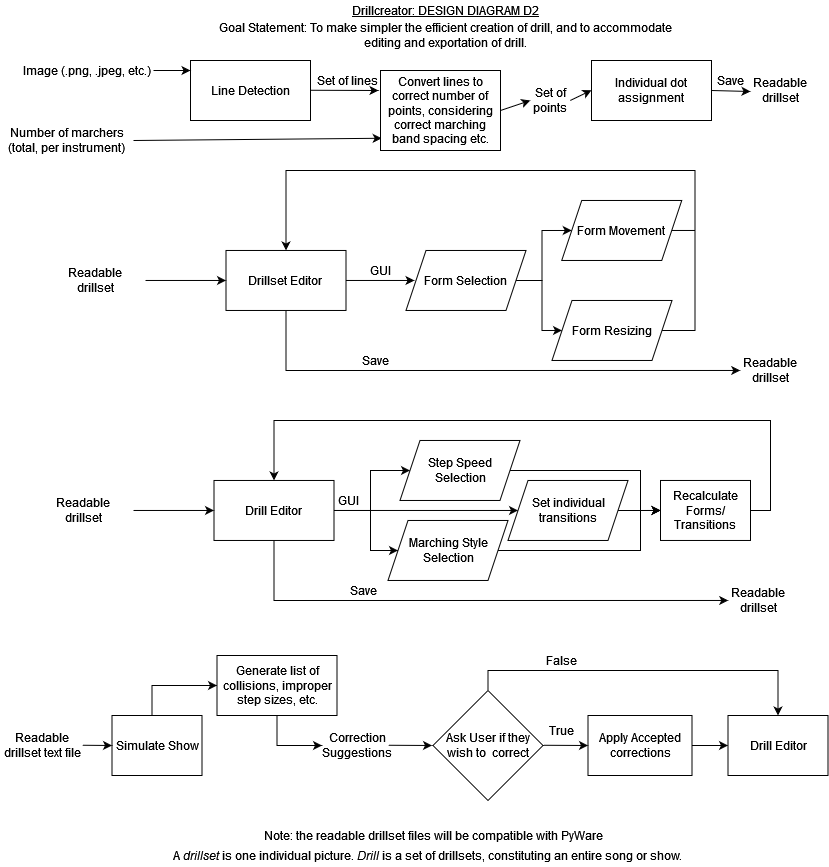 Drillcreator: DESIGN DIAGRAM D2
Goal Statement: To make simpler the efficient creation of drill, and to accommodate
editing and exportation of drill.
Image (.png, .jpeg, etc.)
Line Detection
Set of lines
Convert lines to
correct number of
points, considering
correct marching
band spacing etc.
Set of
points
Individual dot
assignment
Save
Readable
drillset
Number of marchers
(total, per instrument)
Readable
drillset
Drillset Editor
GUI
Form Selection
Form Movement
Form Resizing
Save
Readable
drillset
Readable
drillset
Drill Editor
GUI
Step Speed
Selection
Set individual
transitions
Marching Style
Selection
Recalculate
Forms/
Transitions
Save
Readable
drillset
Readable
drillset text file
Simulate Show
Generate list of
collisions, improper
step sizes, etc.
Correction
Suggestions
Ask User if they
wish to correct
False
True
Apply Accepted
corrections
Drill Editor
Note: the readable drillset files will be compatible with PyWare
A drillset is one individual picture. Drill is a set of drillsets, constituting an entire song or show.